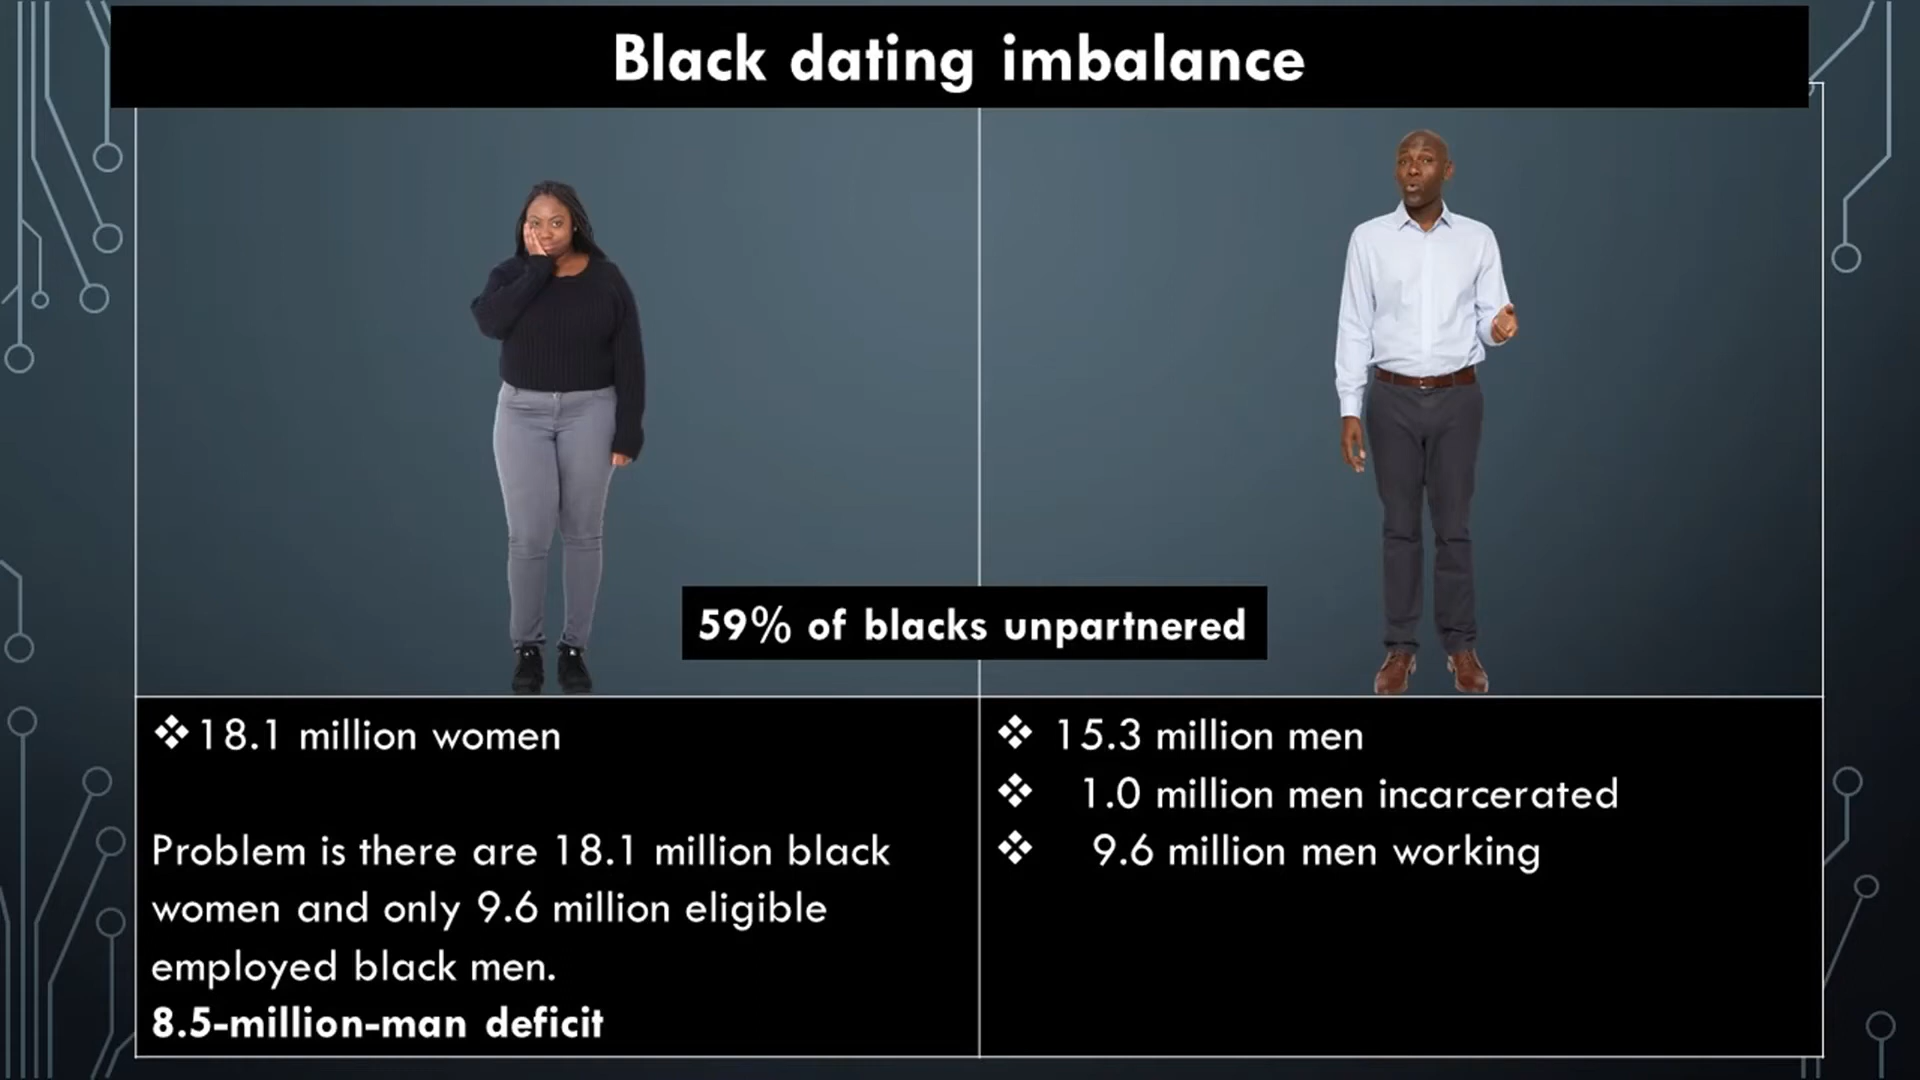 Black dating imbalance
59% of blacks unpartnered
❖18.1 million women
Problem is there are 18.1 million black
women and only 9.6 million eligible
employed black men.
8.5-million-man deficit
❖ 15.3 million men
❖ 1.0 million men incarcerated
❖ 9.6 million men working